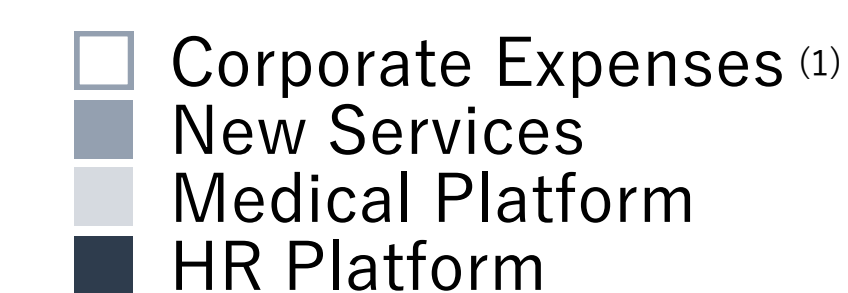 Corporate Expenses (1)
New Services
Medical Platform
HR Platform